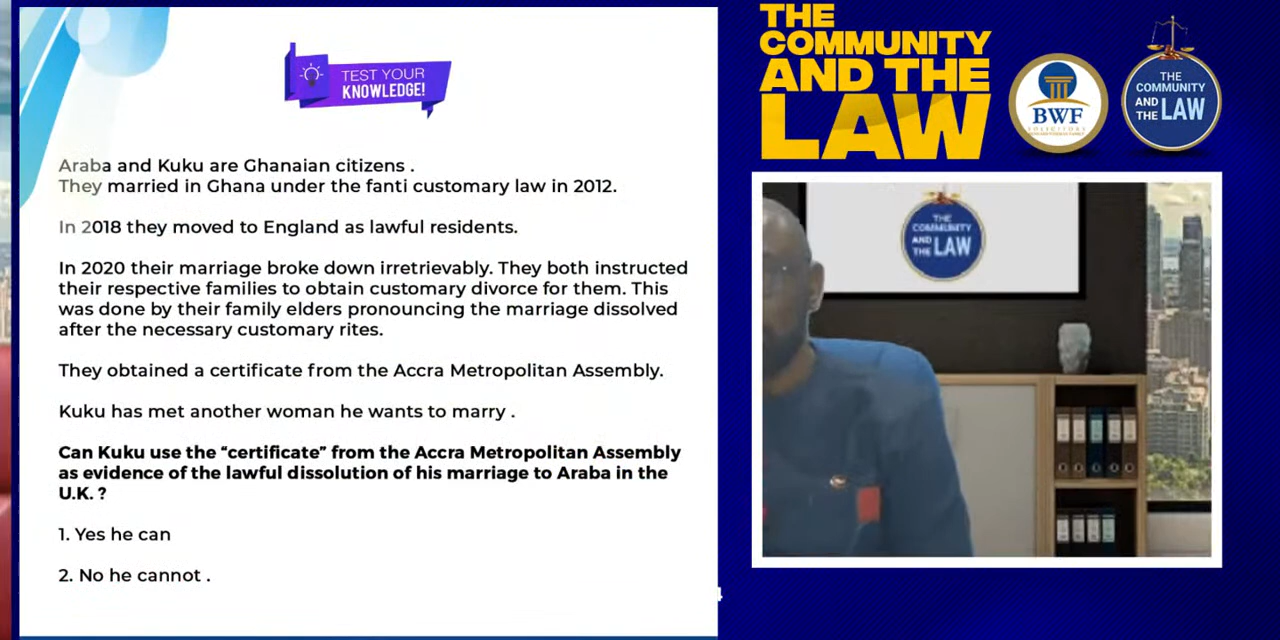 TEST YOUR
KNOWLEDGE!
Araba and Kuku are Ghanaian citizens .
They married in Ghana under the fanti customary law in 2012.
In 2018 they moved to England as lawful residents.
In 2020 their marriage broke down irretrievably. They both instructed
their respective families to obtain customary divorce for them. This
was done by their family elders pronouncing the marriage dissolved
after the necessary customary rites.
They obtained a certificate from the Accra Metropolitan Assembly.
Kuku has met another woman he wants to marry .
Can Kuku use the “certificate” from the Accra Metropolitan Assembly
as evidence of the lawful dissolution of his marriage to Araba in the
U.K. ?
1. Yes he can
2. No he cannot .
THE
COMMUNITY
AND THE
LAW
BWF
SOLICITORS
THE
COMMUNITY
AND THE LAW
THE
COMMUNITY
AND THE LAW